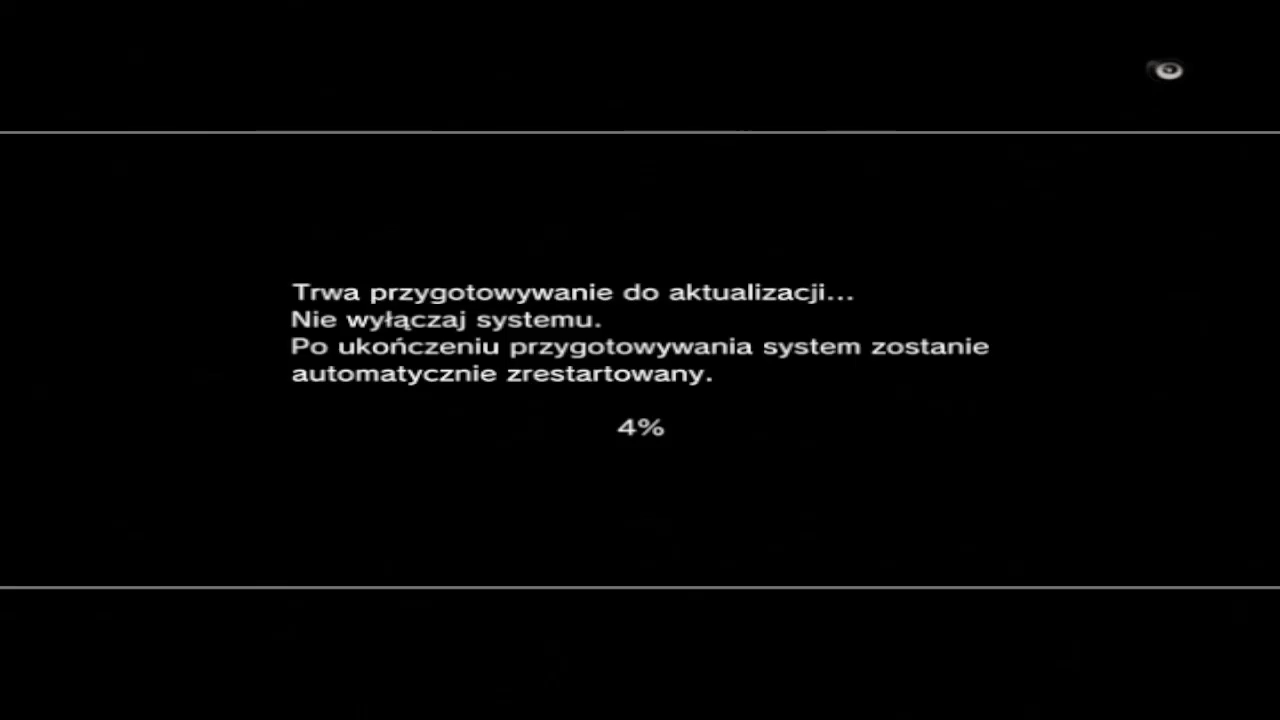 Trwa przygotowywanie do aktualizacji...
Nie wyłączaj systemu.
Po ukończeniu przygotowywania system zostanie
automatycznie zrestartowany.
4%